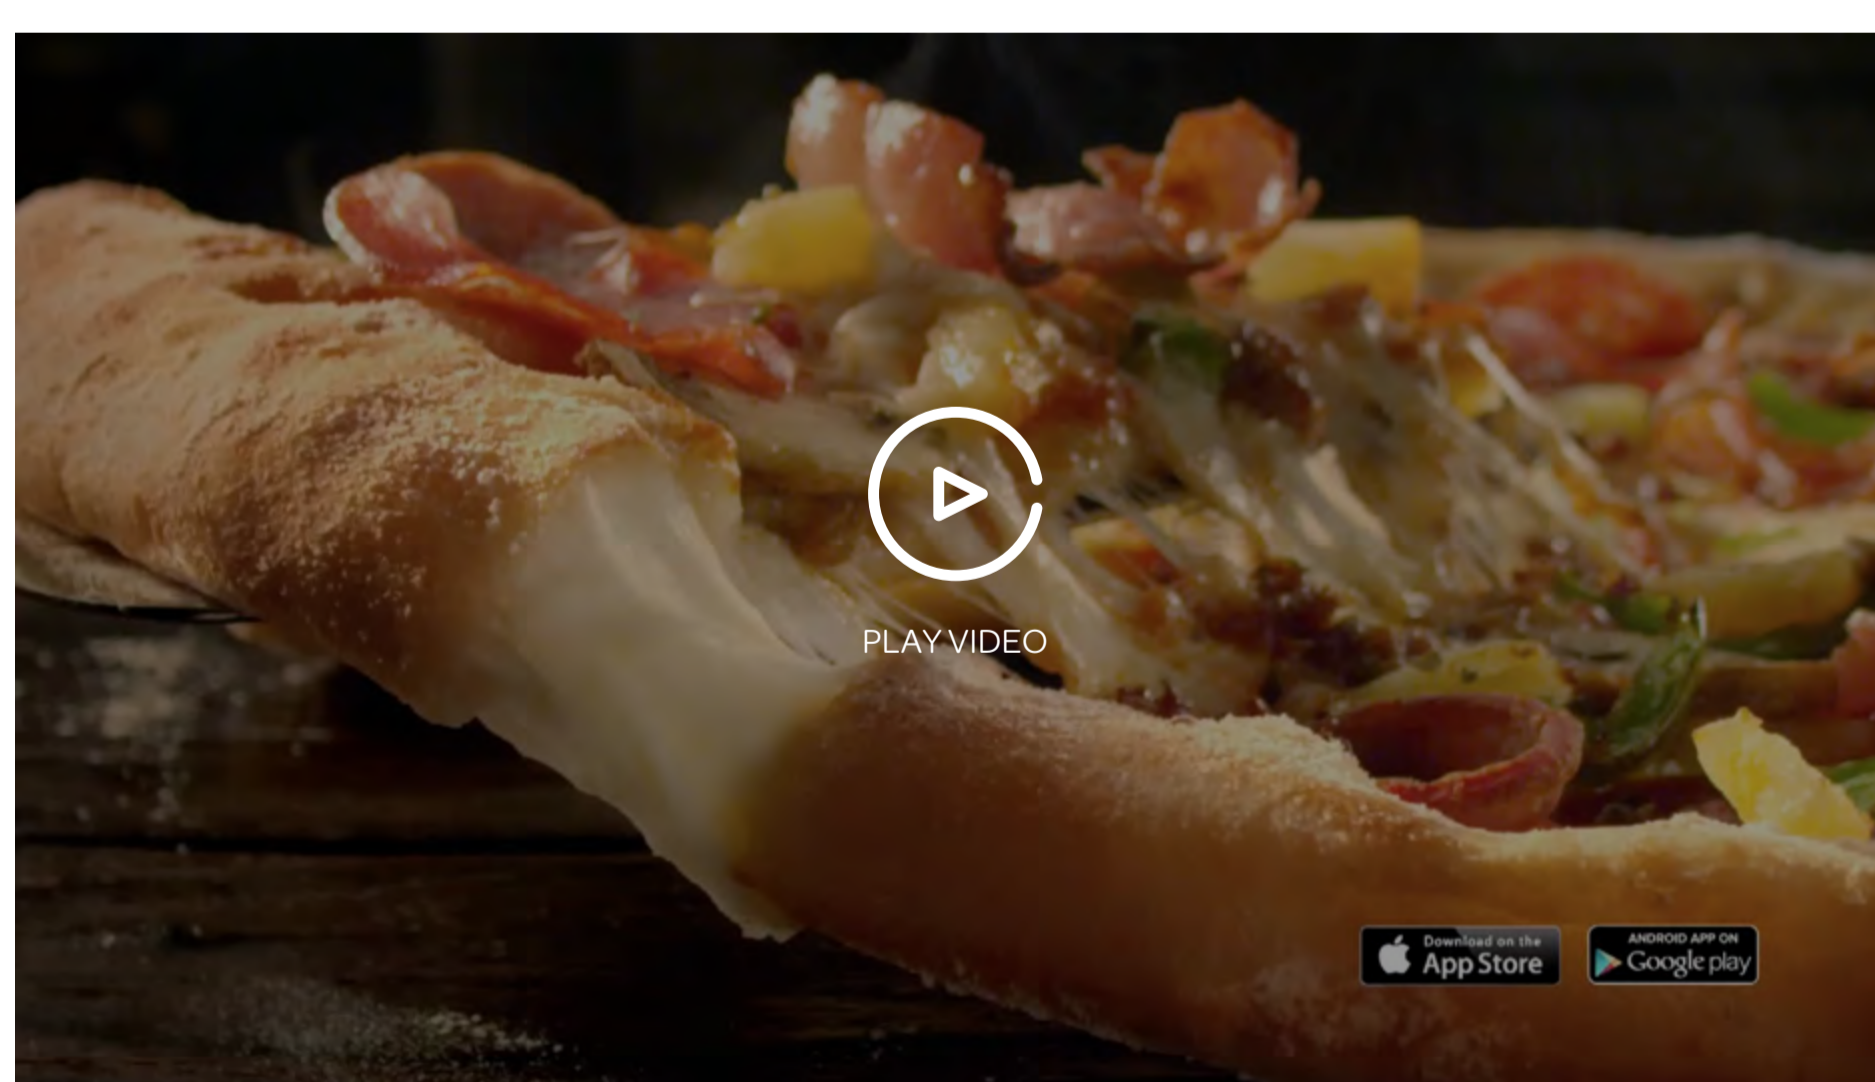 PLAY VIDEO
Download on the
App Store
ANDROID APP ON
Google play